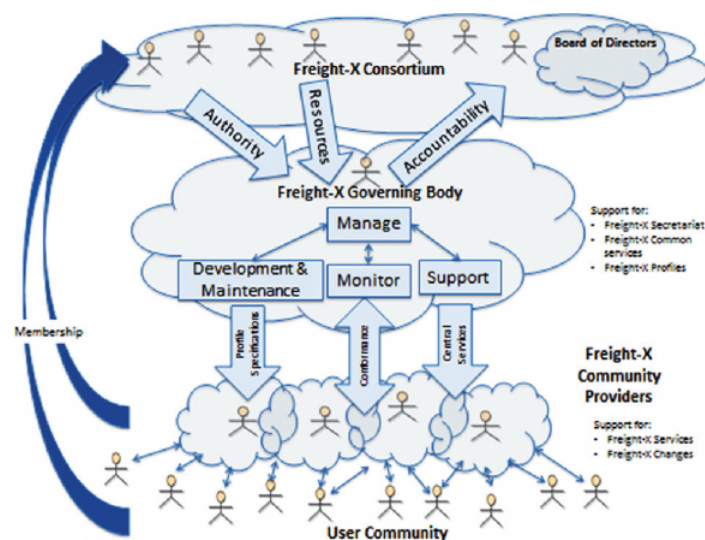 Board of Directors
Freight-X Consortium
Authority
Resources
Accountability
Freight-X Governing Body
Manage
Development &
Maintenance
Monitor
Support
Support for:
• Freight-X Secretariat
• Freight-X Common
services
• Freight-X Profiles
Membership
Profile
Specifications
Conformance
Central
Services
Freight-X
Community
Providers
Support for:
• Freight-X Services
• Freight-X Changes
User Community